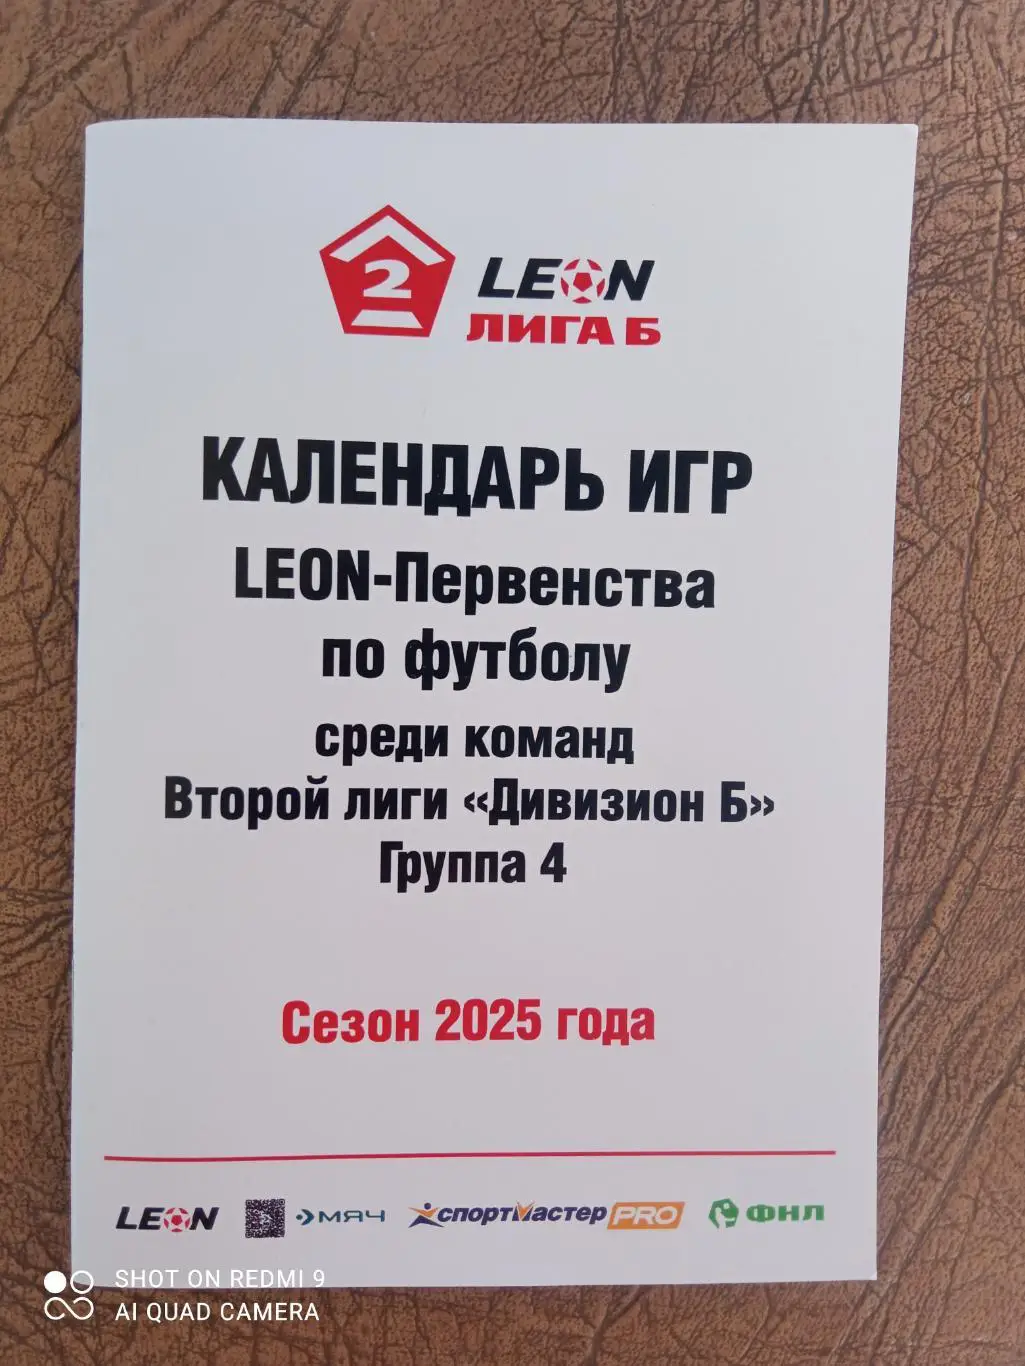 2
LEON
ЛИГА Б
КАЛЕНДАРЬ ИГР
LEON-Первенства
по футболу
среди команд
Второй лиги «Дивизион Б»
Группа 4
Сезон 2025 года
LEON МЯЧ СПОРТМАСТЕР PRO ФНЛ
SHOT ON REDMI 9
AI QUAD CAMERA